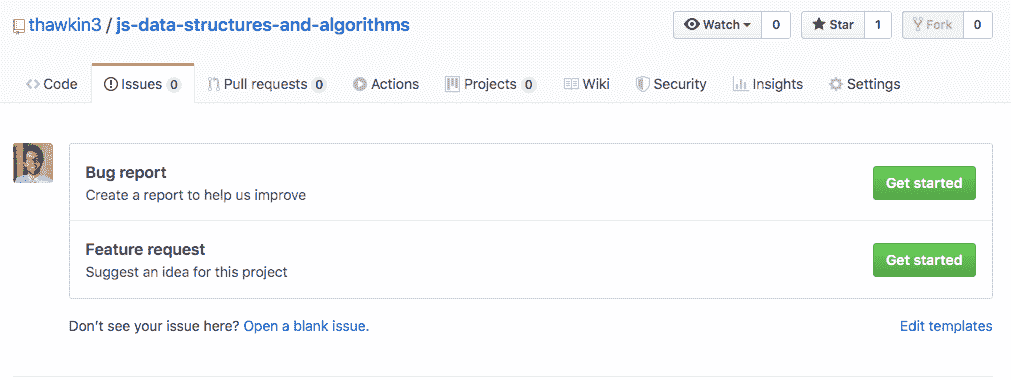 thawkin3 / js-data-structures-and-algorithms Watch 0 Star 1 Fork 0
Code Issues 0 Pull requests 0 Actions Projects 0 Wiki Security Insights Settings
Bug report
Create a report to help us improve
Get started
Feature request
Suggest an idea for this project
Get started
Don't see your issue here? Open a blank issue. Edit templates